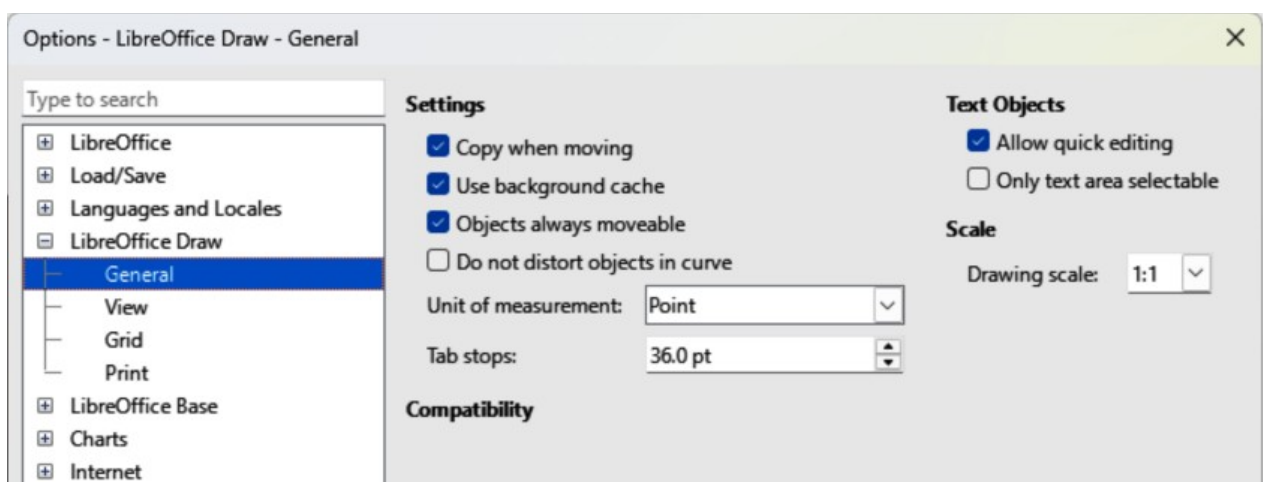 Options - LibreOffice Draw - General
Type to search
LibreOffice
Load/Save
Languages and Locales
LibreOffice Draw
General
View
Grid
Print
LibreOffice Base
Charts
Internet
Settings
Copy when moving
Use background cache
Objects always moveable
Do not distort objects in curve
Unit of measurement: Point
Tab stops: 36.0 pt
Compatibility
Text Objects
Allow quick editing
Only text area selectable
Scale
Drawing scale: 1:1